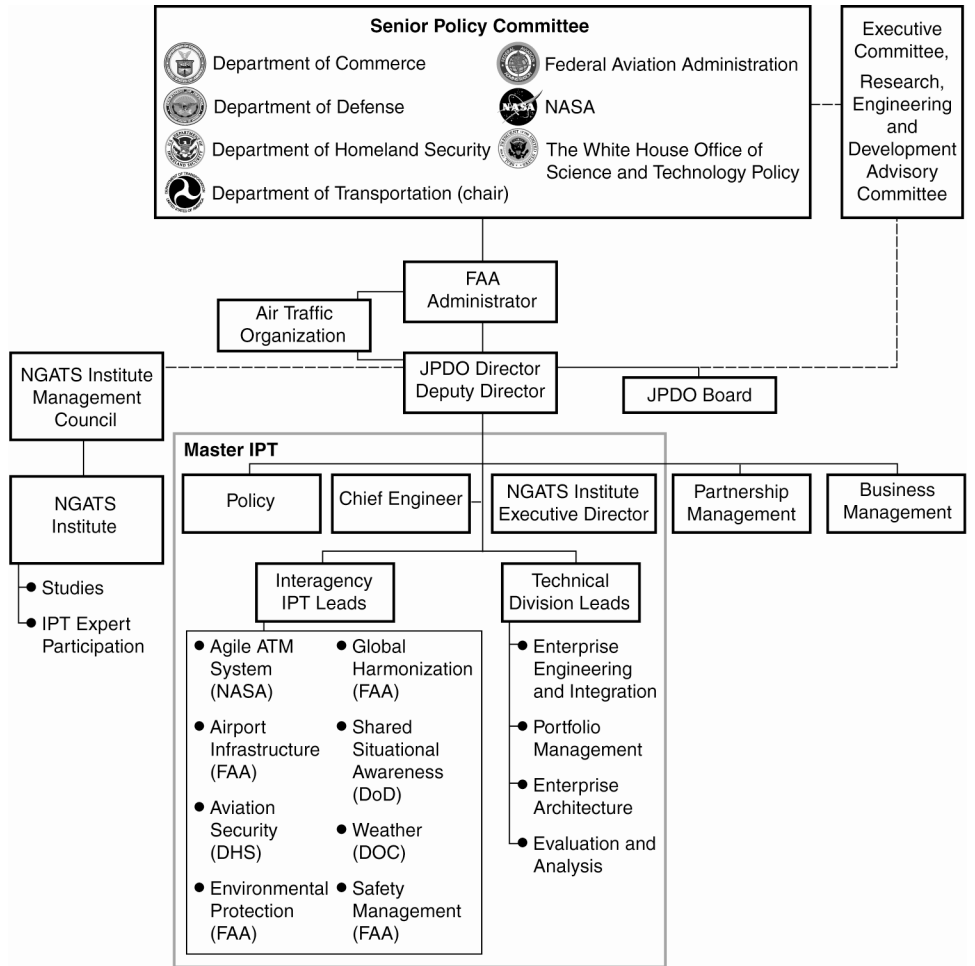 Senior Policy Committee
Department of Commerce
Department of Defense
Department of Homeland Security
Department of Transportation (chair)
Federal Aviation Administration
NASA
NASA
The White House Office of
Science and Technology Policy
Executive
Committee,
Research,
Engineering
and
Development
Advisory
Committee
FAA
Administrator
Air Traffic
Organization
JPDO Director
Deputy Director
JPDO Board
NGATS Institute
Management
Council
NGATS
Institute
Studies
IPT Expert
Participation
Master IPT
Policy
Chief Engineer
NGATS Institute
Executive Director
Partnership
Management
Business
Management
Interagency
IPT Leads
Agile ATM
System
(NASA)
Airport
Infrastructure
(FAA)
Aviation
Security
(DHS)
Environmental
Protection
(FAA)
Global
Harmonization
(FAA)
Shared
Situational
Awareness
(DoD)
Weather
(DOC)
Safety
Management
(FAA)
Technical
Division Leads
Enterprise
Engineering
and Integration
Portfolio
Management
Enterprise
Architecture
Evaluation and
Analysis